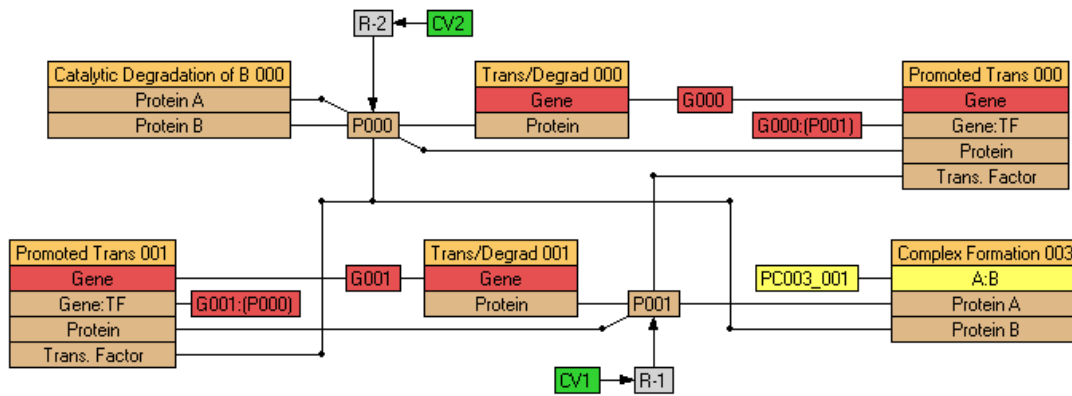 R-2
CV2
Catalytic Degradation of B 000
Protein A
Protein B
P000
Trans/Degrad 000
Gene
Protein
G000
G000:(P001)
Promoted Trans 000
Gene
Gene:TF
Protein
Trans. Factor
Promoted Trans 001
Gene
Gene:TF
Protein
Trans. Factor
G001
G001:(P000)
Trans/Degrad 001
Gene
Protein
P001
PC003_001
Complex Formation 003
A:B
Protein A
Protein B
CV1
R-1